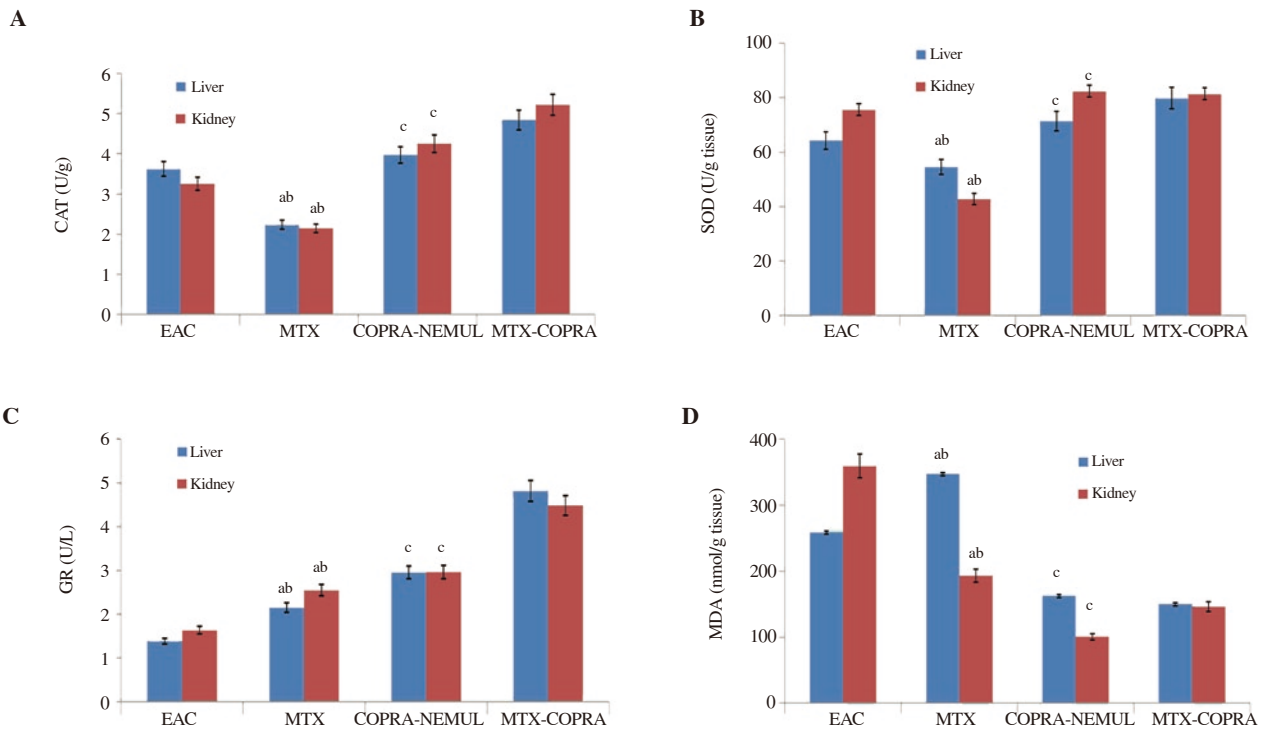 A
CAT (U/g)
6
5
4
3
2
1
0
Liver
Kidney
ab
ab
c
c
EAC
MTX
COPRA-NEMUL
MTX-COPRA
B
SOD (U/g tissue)
100
80
60
40
20
0
Liver
Kidney
ab
ab
c
c
EAC
MTX
COPRA-NEMUL
MTX-COPRA
C
GR (U/L)
6
5
4
3
2
1
0
Liver
Kidney
ab
ab
c
c
EAC
MTX
COPRA-NEMUL
MTX-COPRA
D
MDA (nmol/g tissue)
400
300
200
100
0
Liver
Kidney
ab
ab
c
c
EAC
MTX
COPRA-NEMUL
MTX-COPRA